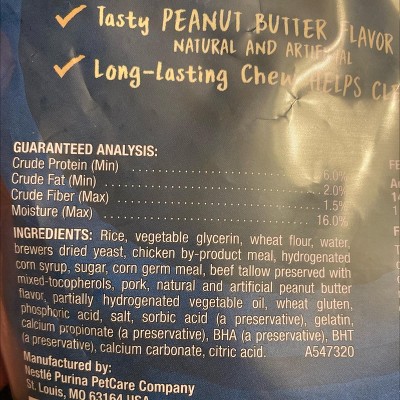 ✓ Tasty PEANUT BUTTER FLAVOR
NATURAL AND ARTIFICIAL
✓ Long-lasting Chew HELPS CL
GUARANTEED ANALYSIS:
Crude Protein (Min) 6.0%
Crude Fat (Min) 2.0%
Crude Fiber (Max) 1.5%
Moisture (Max) 16.0%
INGREDIENTS: Rice, vegetable glycerin, wheat flour, water,
brewers dried yeast, chicken by-product meal, hydrogenated
corn syrup, sugar, corn germ meal, beef tallow preserved with
mixed-tocopherols, pork, natural and artificial peanut butter
flavor, partially hydrogenated vegetable oil, wheat gluten,
phosphoric acid, salt, sorbic acid (a preservative), gelatin,
calcium propionate (a preservative), BHA (a preservative), BHT
(a preservative), calcium carbonate, citric acid. A547320
Manufactured by:
Nestlé Purina PetCare Company
St. Louis, MO 63164 USA